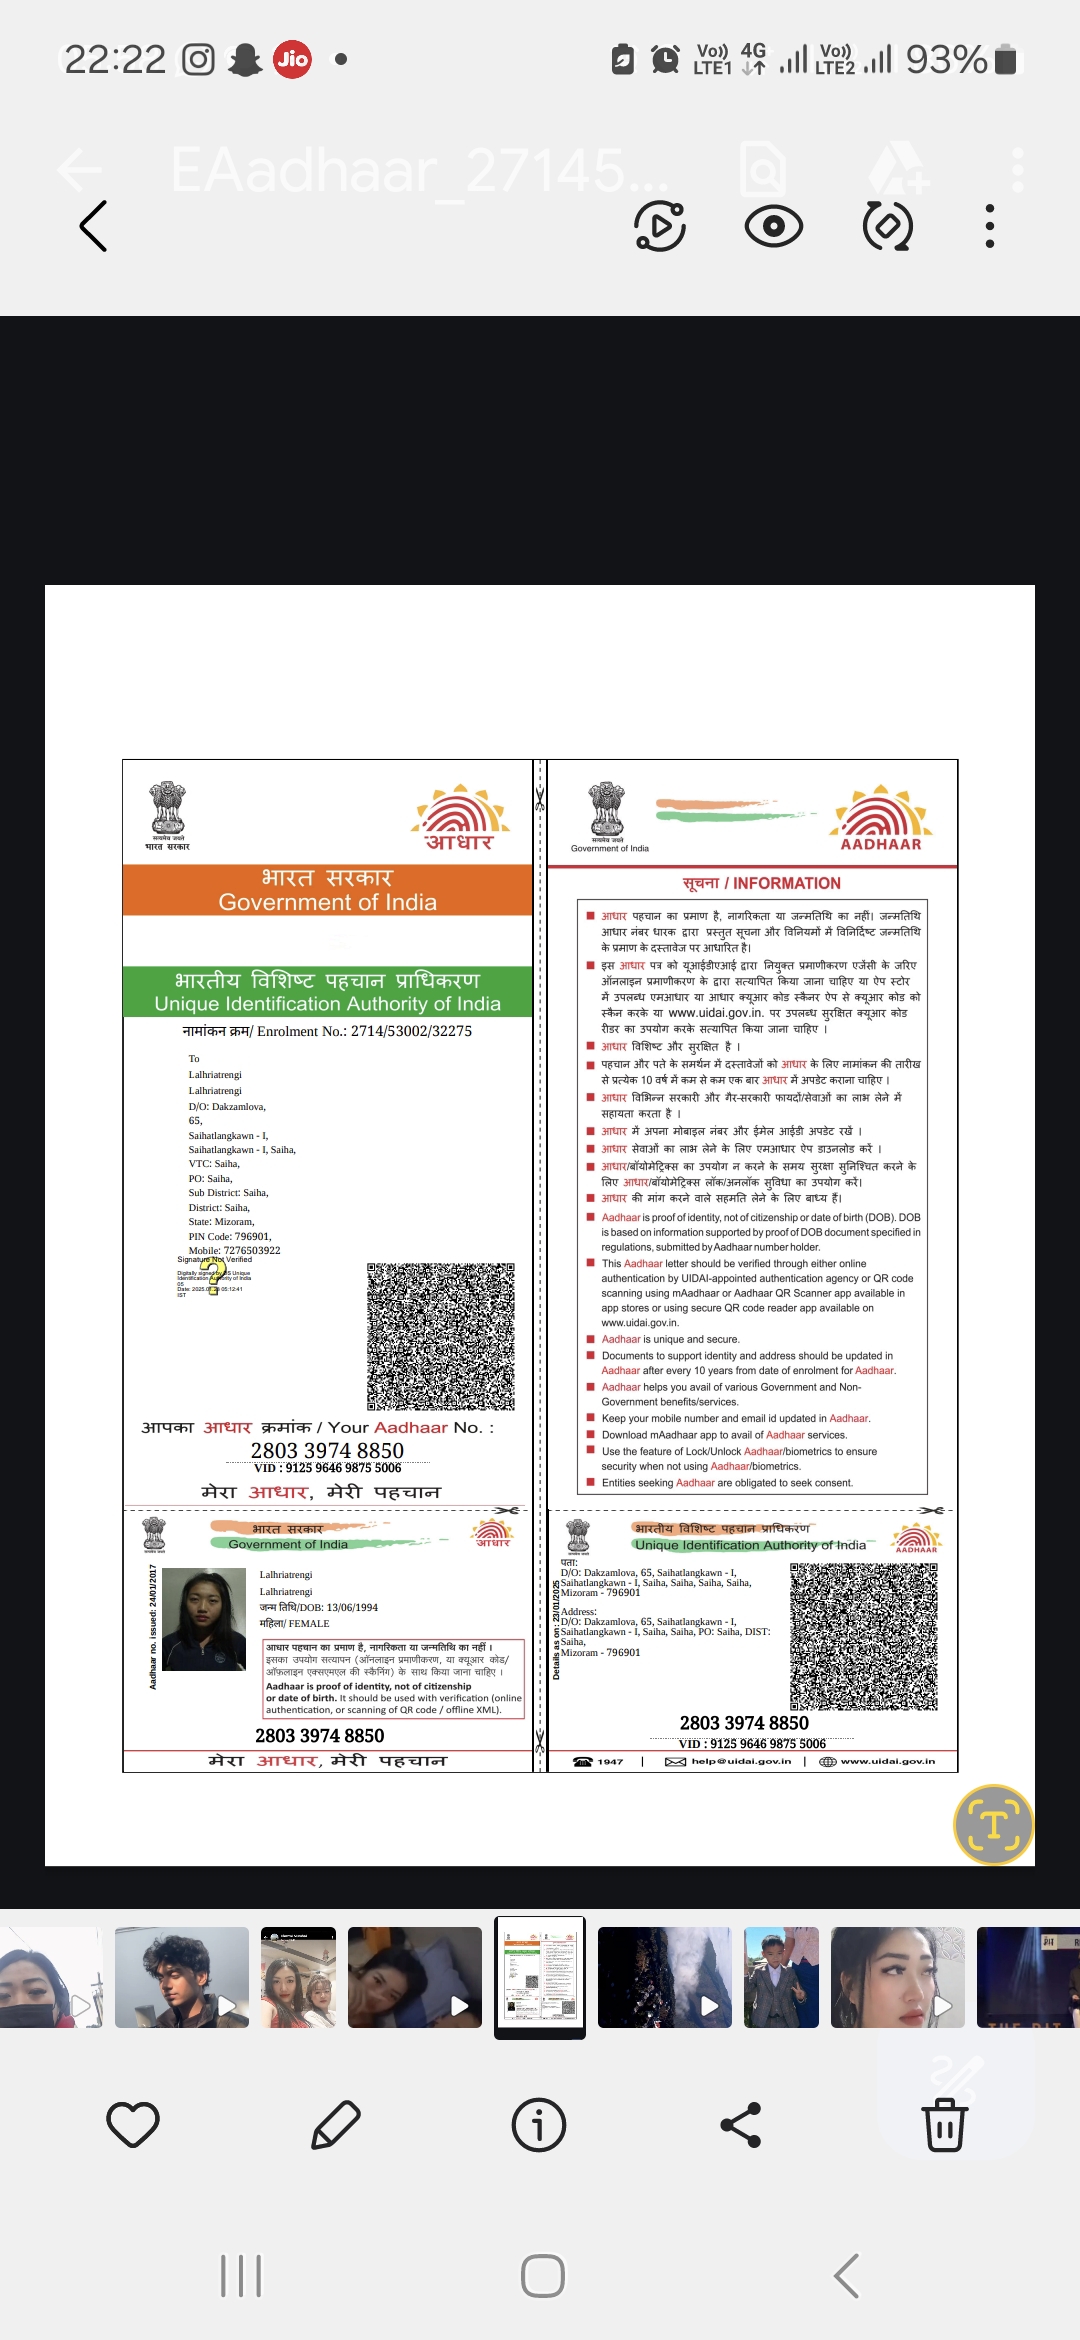 22:22 Jio Vo)) LTE1 4G Vo)) LTE2 93%
EAadhaar_27145...
सत्यमेव जयते
भारत सरकार
आधार
भारत सरकार
Government of India
भारतीय विशिष्ट पहचान प्राधिकरण
Unique Identification Authority of India
नामांकन क्रम/ Enrolment No.: 2714/53002/32275
To
Lalhriatrengi
Lalhriatrengi
D/O: Dakzamlova,
65,
Saihatlangkawn - I,
Saihatlangkawn - I, Saiha,
VTC: Saiha,
PO: Saiha,
Sub District: Saiha,
District: Saiha,
State: Mizoram,
PIN Code: 796901,
Mobile: 7276503922
Signature Not Verified
Digitally signed by DS Unique
Identification Authority of India
05
Date: 2025.01. 05:12:41
IST
आपका आधार क्रमांक / Your Aadhaar No. :
2803 3974 8850
VID : 9125 9646 9875 5006
मेरा आधार, मेरी पहचान
सत्यमेव जयते
Government of India
AADHAAR
सूचना / INFORMATION
आधार पहचान का प्रमाण है, नागरिकता या जन्मतिथि का नहीं। जन्मतिथि
आधार नंबर धारक द्वारा प्रस्तुत सूचना और विनियमों में विनिर्दिष्ट जन्मतिथि
के प्रमाण के दस्तावेज पर आधारित है।
इस आधार पत्र को यूआईडीएआई द्वारा नियुक्त प्रमाणीकरण एजेंसी के जरिए
ऑनलाइन प्रमाणीकरण के द्वारा सत्यापित किया जाना चाहिए या ऐप स्टोर
में उपलब्ध एमआधार या आधार क्यूआर कोड स्कैनर ऐप से क्यूआर कोड को
स्कैन करके या www.uidai.gov.in. पर उपलब्ध सुरक्षित क्यूआर कोड
रीडर का उपयोग करके सत्यापित किया जाना चाहिए ।
आधार विशिष्ट और सुरक्षित है ।
पहचान और पते के समर्थन में दस्तावेजों को आधार के लिए नामांकन की तारीख
से प्रत्येक 10 वर्ष में कम से कम एक बार आधार में अपडेट कराना चाहिए ।
आधार विभिन्न सरकारी और गैर-सरकारी फायदों/सेवाओं का लाभ लेने में
सहायता करता है ।
आधार में अपना मोबाइल नंबर और ईमेल आईडी अपडेट रखें ।
आधार सेवाओं का लाभ लेने के लिए एमआधार ऐप डाउनलोड करें ।
आधार/बॉयोमेट्रिक्स का उपयोग न करने के समय सुरक्षा सुनिश्चित करने के
लिए आधार/बॉयोमेट्रिक्स लॉक/अनलॉक सुविधा का उपयोग करें।
आधार की मांग करने वाले सहमति लेने के लिए बाध्य हैं।
Aadhaar is proof of identity, not of citizenship or date of birth (DOB). DOB
is based on information supported by proof of DOB document specified in
regulations, submitted by Aadhaar number holder.
This Aadhaar letter should be verified through either online
authentication by UIDAI-appointed authentication agency or QR code
scanning using mAadhaar or Aadhaar QR Scanner app available in
app stores or using secure QR code reader app available on
www.uidai.gov.in.
Aadhaar is unique and secure.
Documents to support identity and address should be updated in
Aadhaar after every 10 years from date of enrolment for Aadhaar.
Aadhaar helps you avail of various Government and Non-
Government benefits/services.
Keep your mobile number and email id updated in Aadhaar.
Download mAadhaar app to avail of Aadhaar services.
Use the feature of Lock/Unlock Aadhaar/biometrics to ensure
security when not using Aadhaar/biometrics.
Entities seeking Aadhaar are obligated to seek consent.
भारत सरकार
Government of India
आधार
Aadhaar no. issued: 24/01/2017
Lalhriatrengi
Lalhriatrengi
जन्म तिथि/DOB: 13/06/1994
महिला/ FEMALE
आधार पहचान का प्रमाण है, नागरिकता या जन्मतिथि का नहीं ।
इसका उपयोग सत्यापन (ऑनलाइन प्रमाणीकरण, या क्यूआर कोड/
ऑफ़लाइन एक्सएमएल की स्कैनिंग) के साथ किया जाना चाहिए ।
Aadhaar is proof of identity, not of citizenship
or date of birth. It should be used with verification (online
authentication, or scanning of QR code / offline XML).
2803 3974 8850
मेरा आधार, मेरी पहचान
भारतीय विशिष्ट पहचान प्राधिकरण
Unique Identification Authority of India
AADHAAR
Details as on: 23/01/2025
पता:
D/O: Dakzamlova, 65, Saihatlangkawn - I,
Saihatlangkawn - I, Saiha, Saiha, Saiha, Saiha,
Mizoram - 796901
Address:
D/O: Dakzamlova, 65, Saihatlangkawn - I,
Saihatlangkawn - I, Saiha, Saiha, PO: Saiha, DIST:
Saiha,
Mizoram - 796901
2803 3974 8850
VID : 9125 9646 9875 5006
1947 | help@uidai.gov.in | www.uidai.gov.in
T